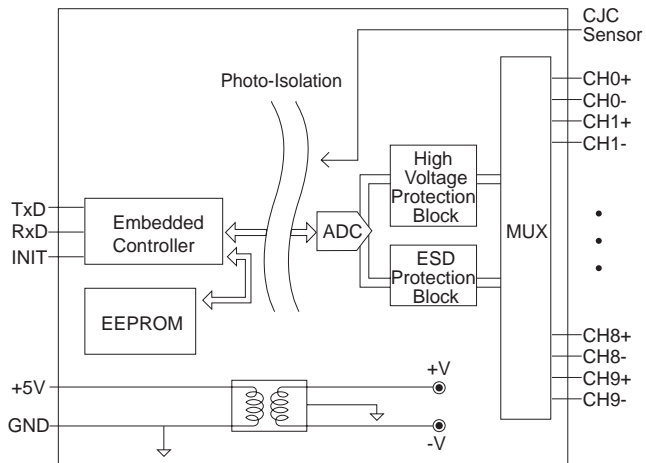 CJC
Sensor
Photo-Isolation
CH0+
CH0-
CH1+
CH1-
High
Voltage
Protection
Block
TxD
RxD
INIT
Embedded
Controller
ADC
MUX
ESD
Protection
Block
EEPROM
CH8+
CH8-
CH9+
CH9-
+5V
GND
+V
-V